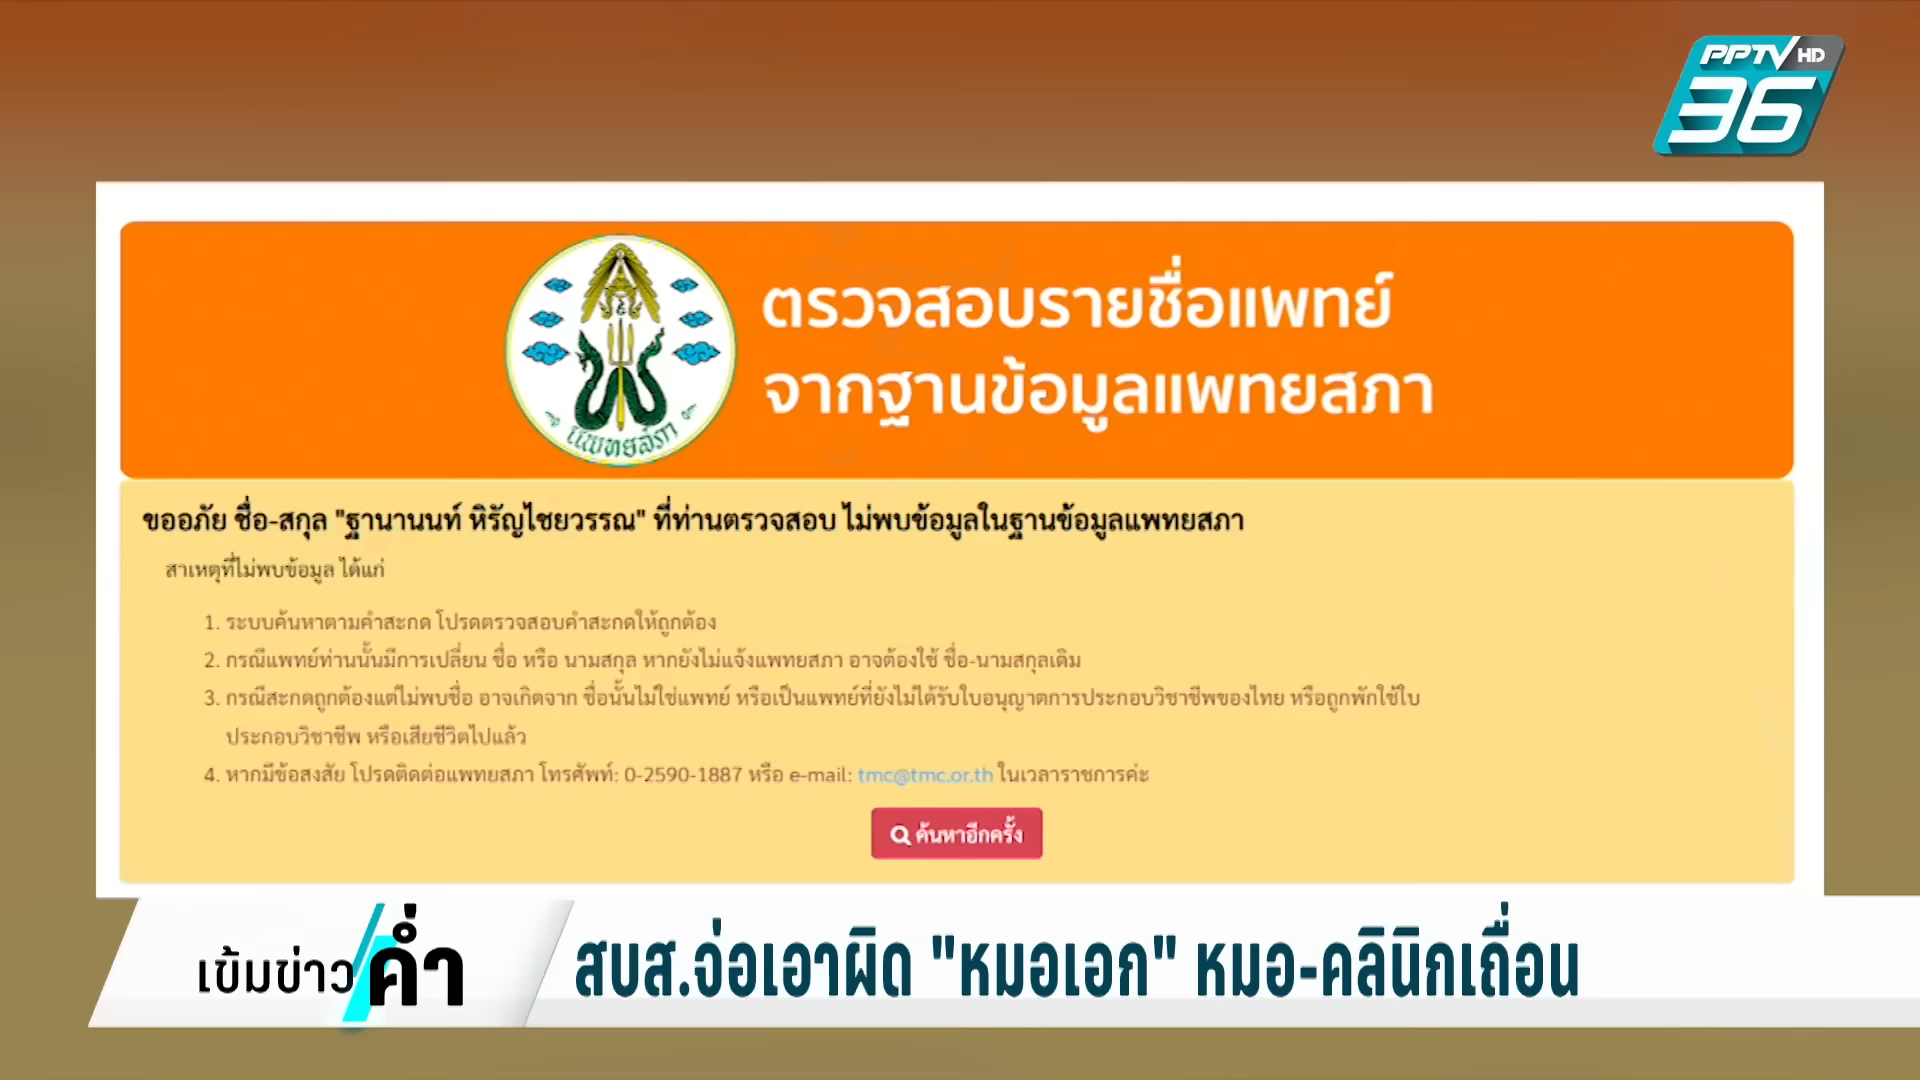 PPTV HD
36
ตรวจสอบรายชื่อแพทย์
จากฐานข้อมูลแพทยสภา
แพทยสภา
ขออภัย ชื่อ-สกุล "ฐานานนท์ หิรัญไชยวรรณ" ที่ท่านตรวจสอบ ไม่พบข้อมูลในฐานข้อมูลแพทยสภา
สาเหตุที่ไม่พบข้อมูล ได้แก่
1. ระบบค้นหาตามคำสะกด โปรดตรวจสอบคำสะกดให้ถูกต้อง
2. กรณีแพทย์ท่านนั้นมีการเปลี่ยน ชื่อ หรือ นามสกุล หากยังไม่แจ้งแพทยสภา อาจต้องใช้ ชื่อ-นามสกุลเดิม
3. กรณีสะกดถูกต้องแต่ไม่พบชื่อ อาจเกิดจาก ชื่อนั้นไม่ใช่แพทย์ หรือเป็นแพทย์ที่ยังไม่ได้รับใบอนุญาตการประกอบวิชาชีพของไทย หรือถูกพักใช้ใบ
ประกอบวิชาชีพ หรือเสียชีวิตไปแล้ว
4. หากมีข้อสงสัย โปรดติดต่อแพทยสภา โทรศัพท์: 0-2590-1887 หรือ e-mail: tmc@tmc.or.th ในเวลาราชการค่ะ
ค้นหาอีกครั้ง
เข้มข่าวค่ำ
สบส.จ่อเอาผิด "หมอเอก" หมอ-คลินิกเถื่อน